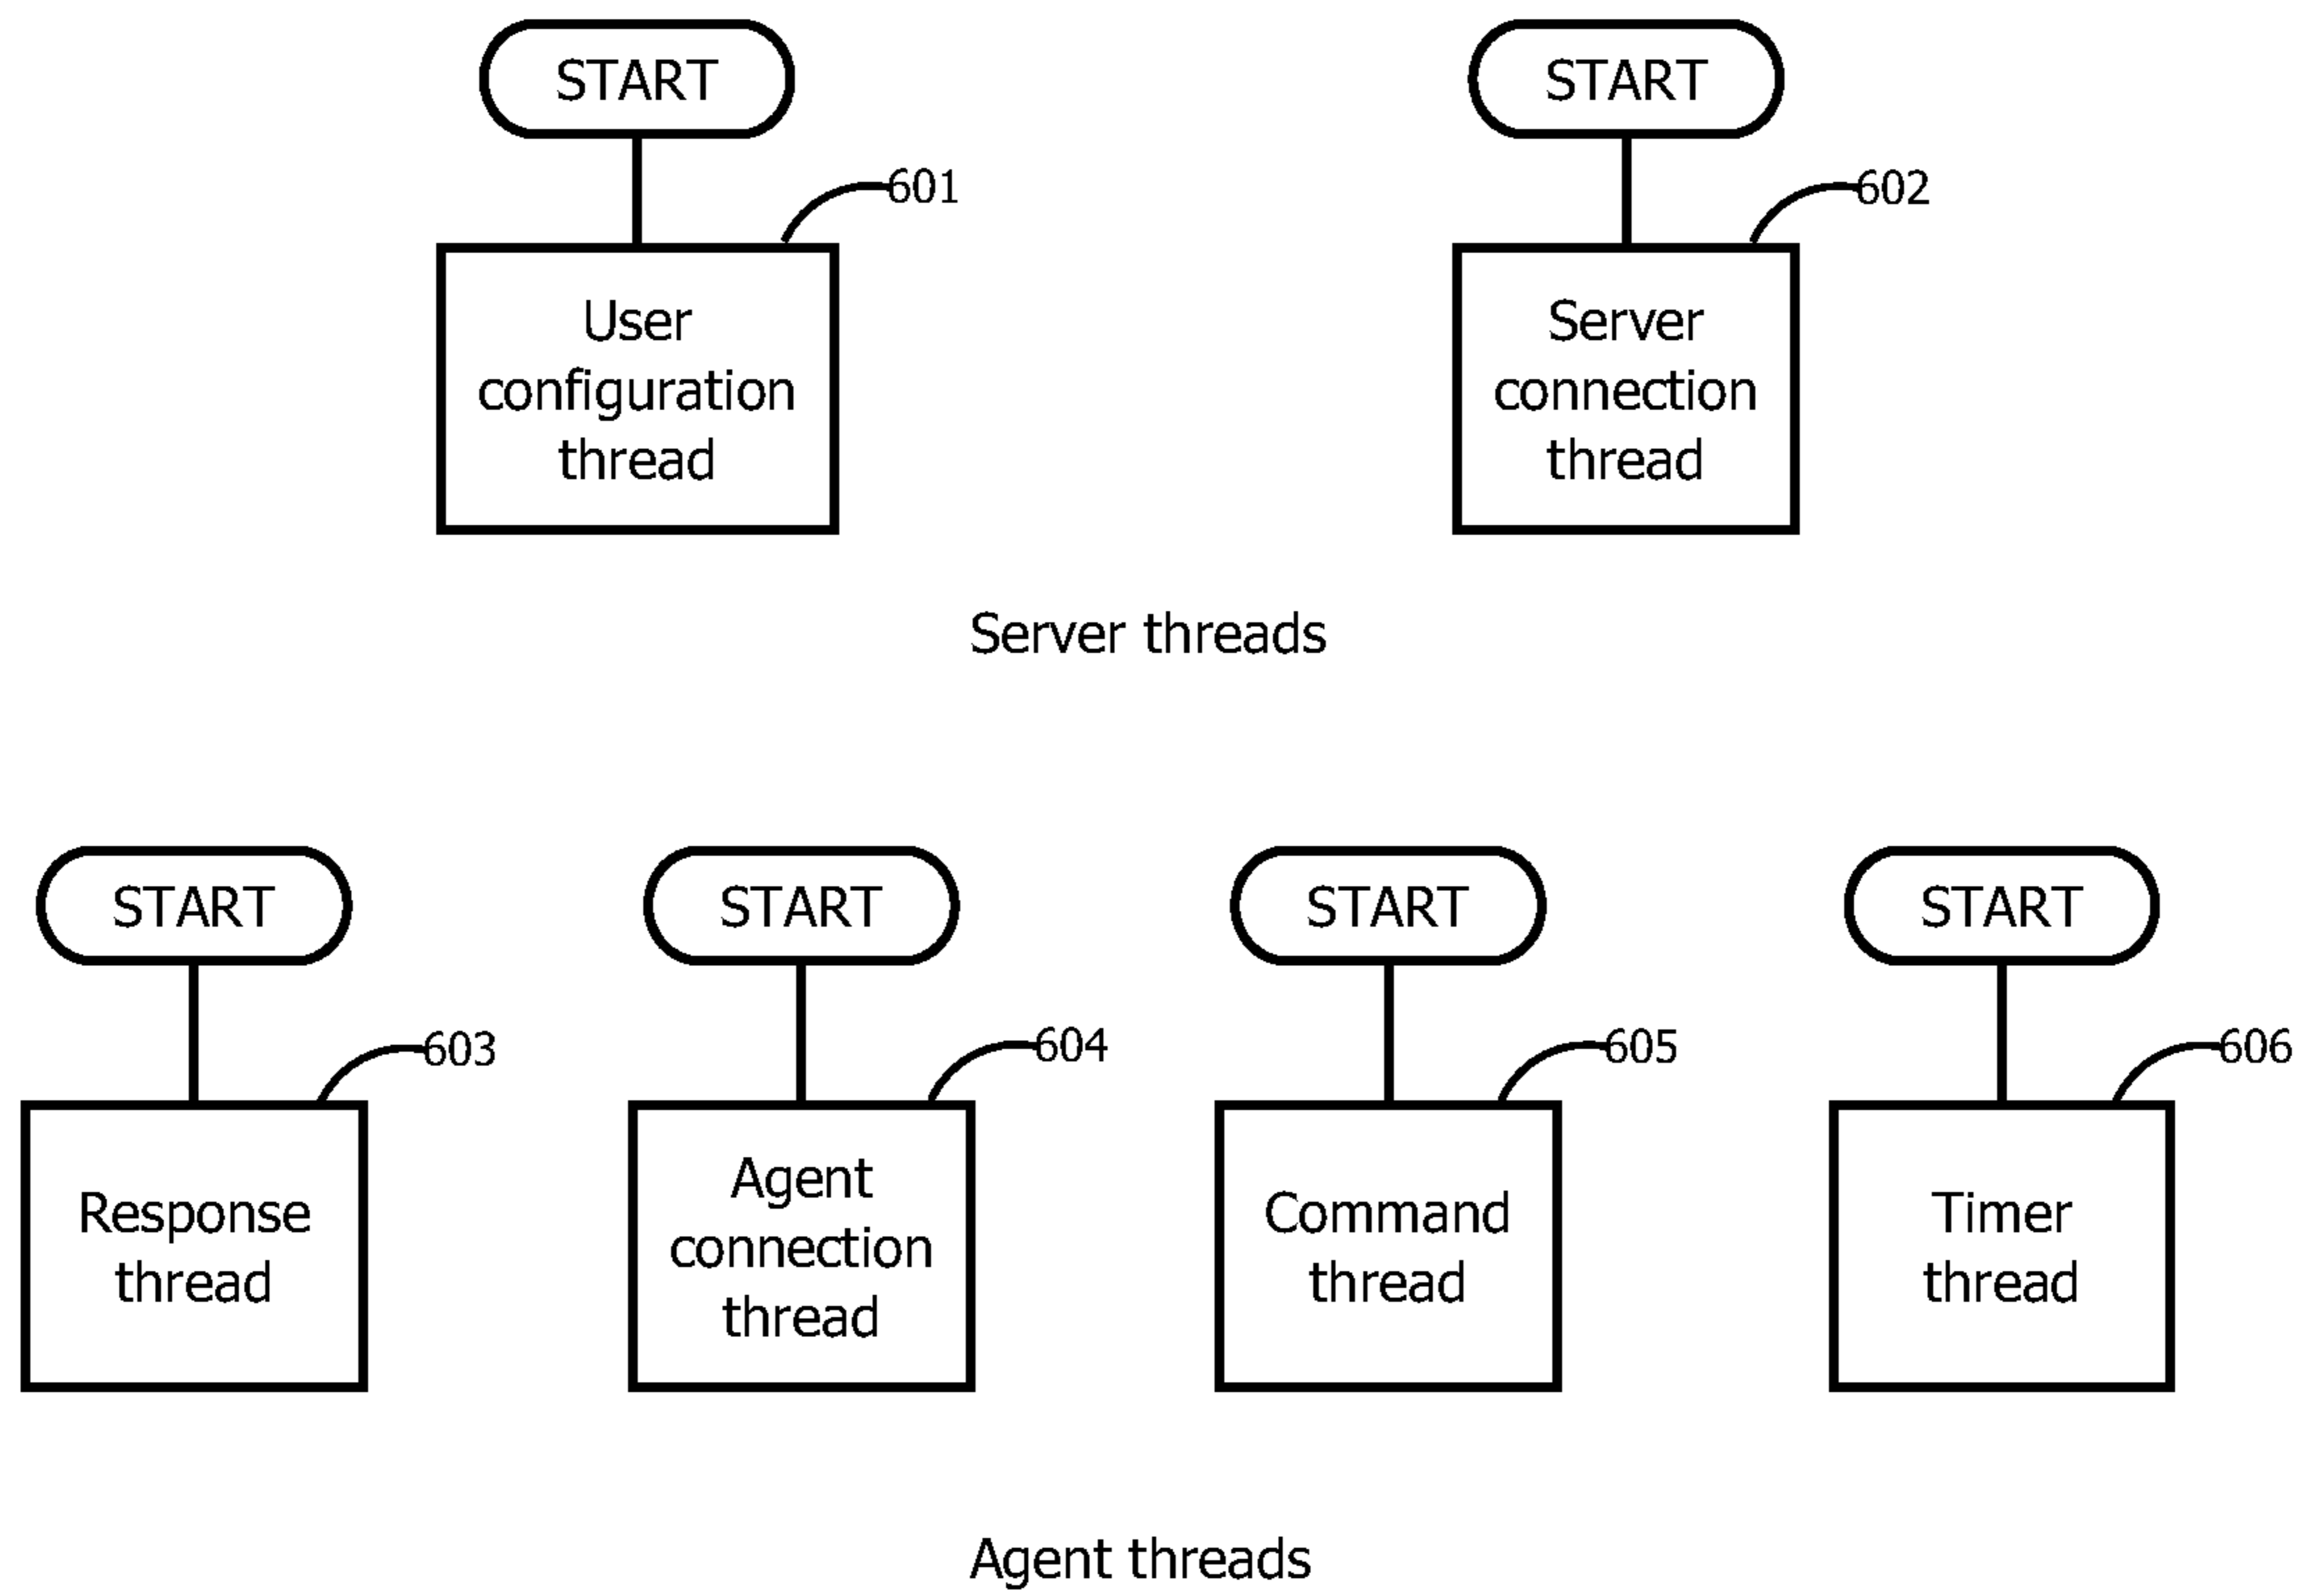 START
START
601
602
User
configuration
thread
Server
connection
thread
Server threads
START
START
START
START
603
604
605
606
Response
thread
Agent
connection
thread
Command
thread
Timer
thread
Agent threads